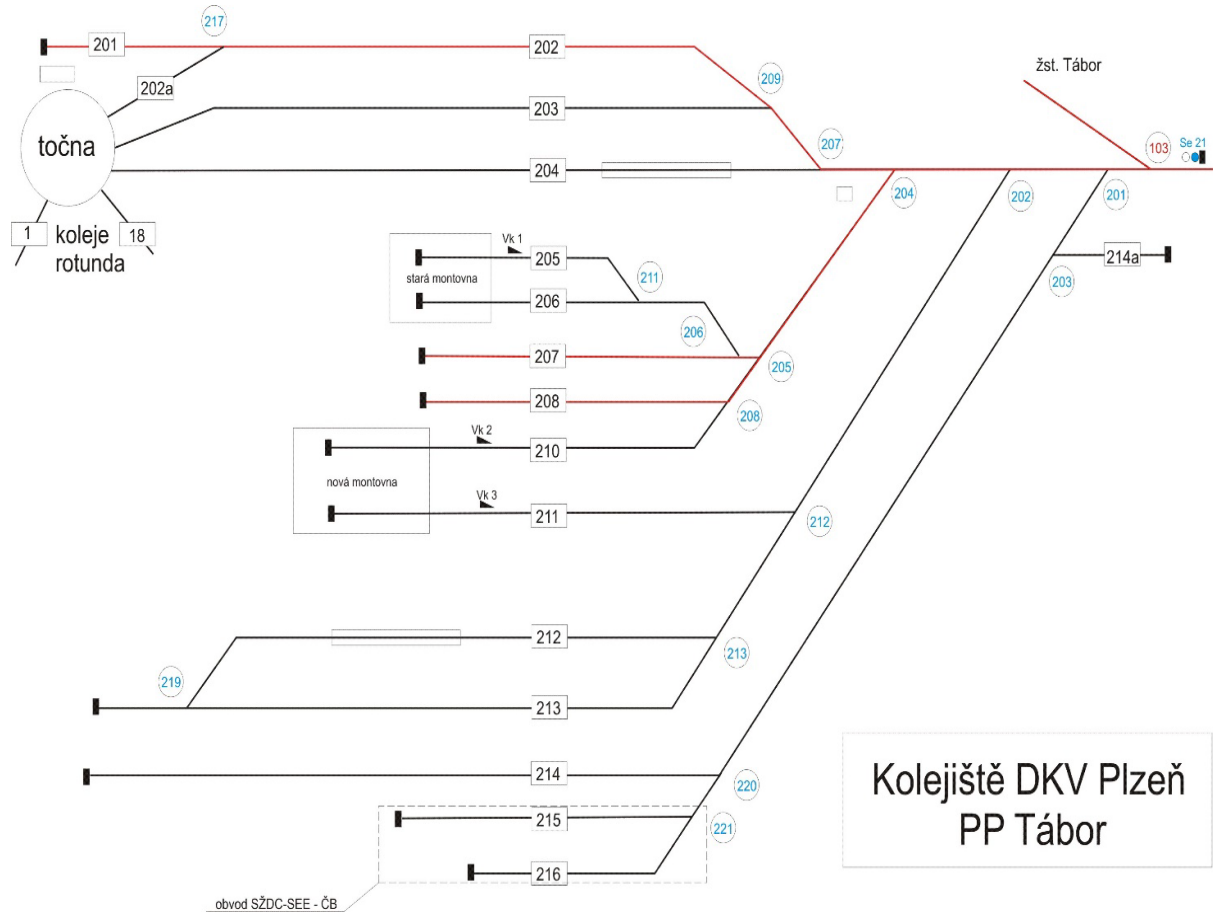 217
201
202
žst. Tábor
209
202a
203
točna
207
103
Se 21
204
204
202
201
1
koleje
18
rotunda
Vk 1
205
214a
stará montovna
211
203
206
206
207
205
208
208
Vk 2
210
nová montovna
Vk 3
211
212
212
213
219
213
214
220
Kolejiště DKV Plzeň
PP Tábor
215
221
216
obvod SŽDC-SEE - ČB